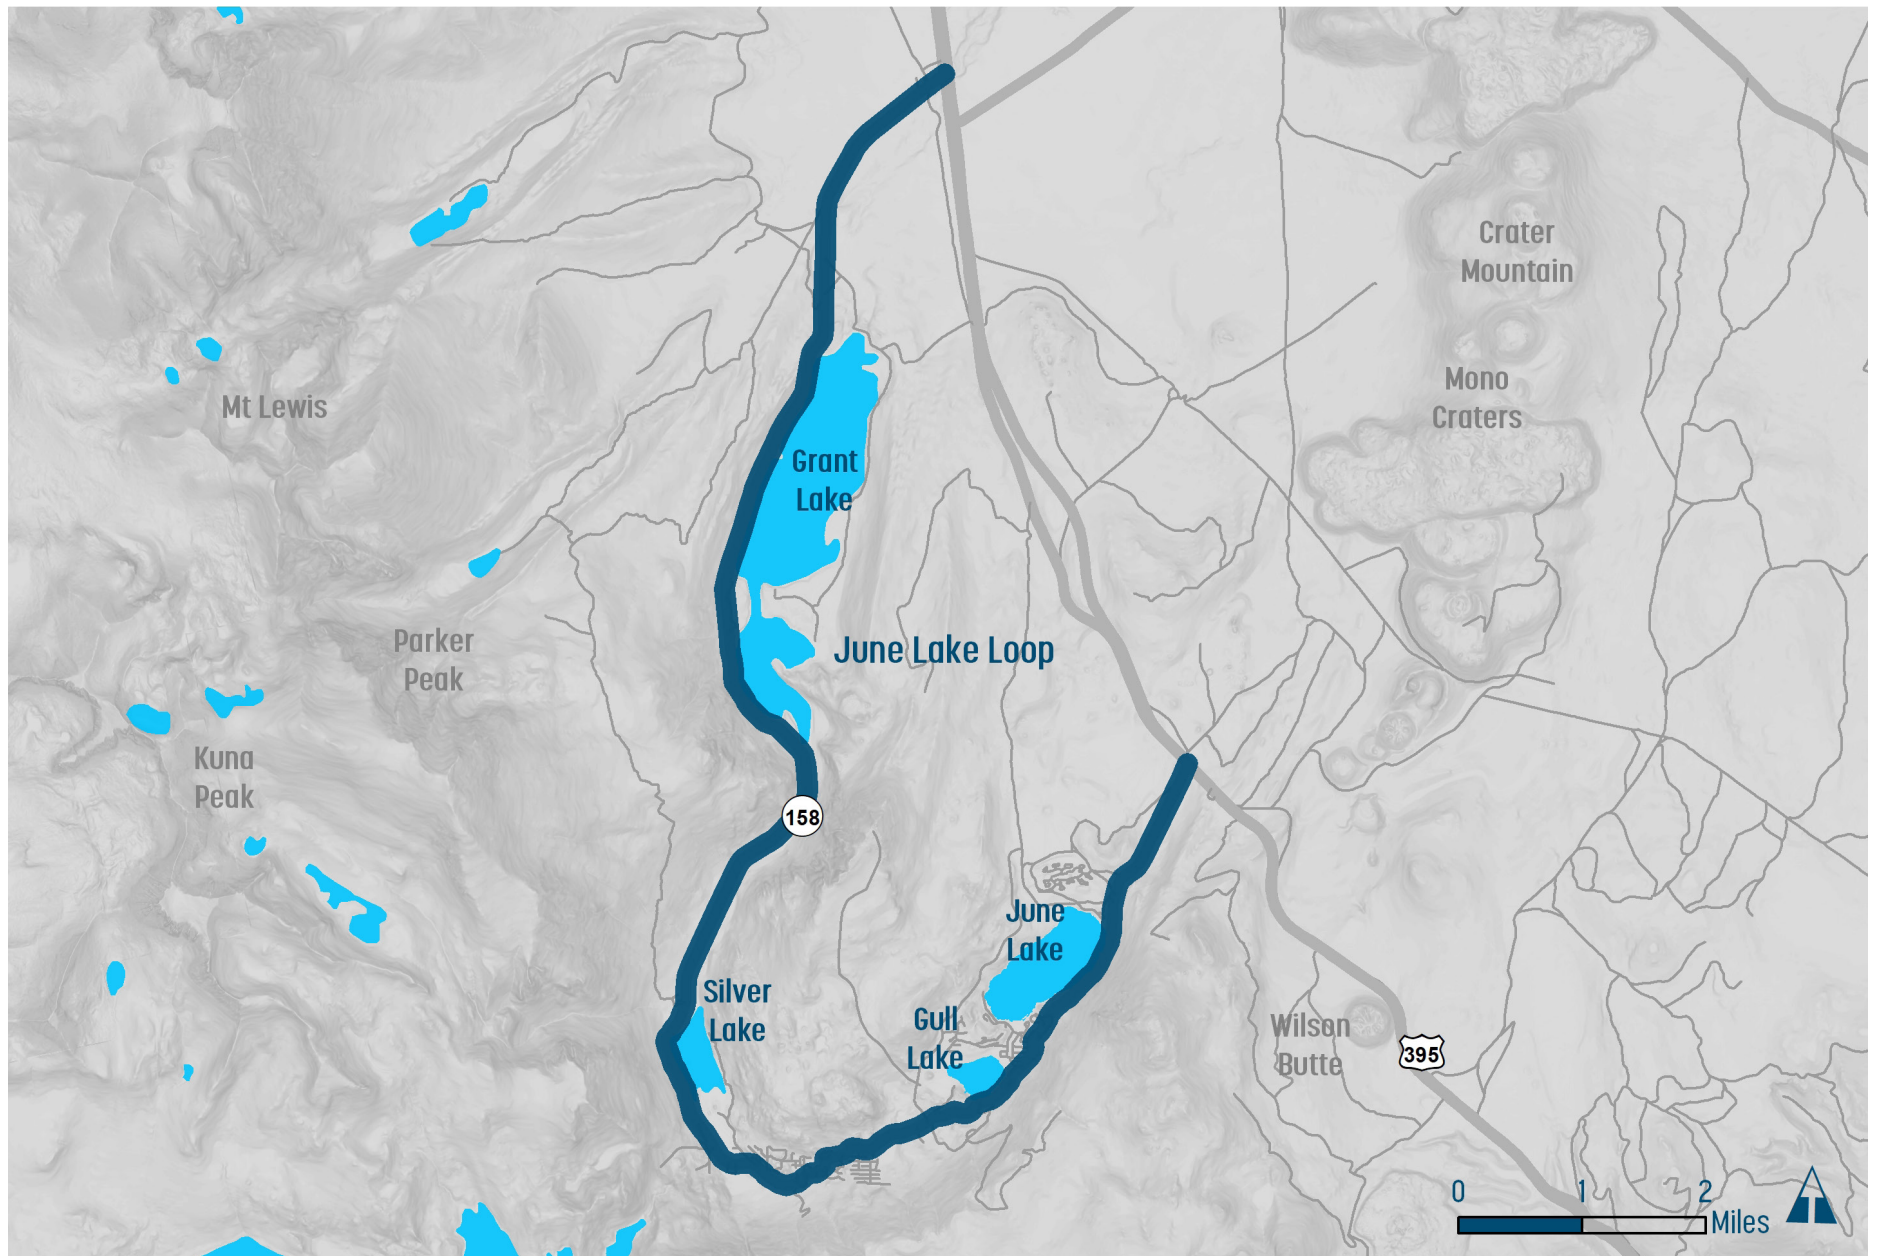 Crater
Mountain
Mono
Craters
Mt Lewis
Grant
Lake
Parker
Peak
June Lake Loop
Kuna
Peak
158
June
Lake
Silver
Lake
Gull
Lake
Wilson
Butte
395
0 1 2
Miles